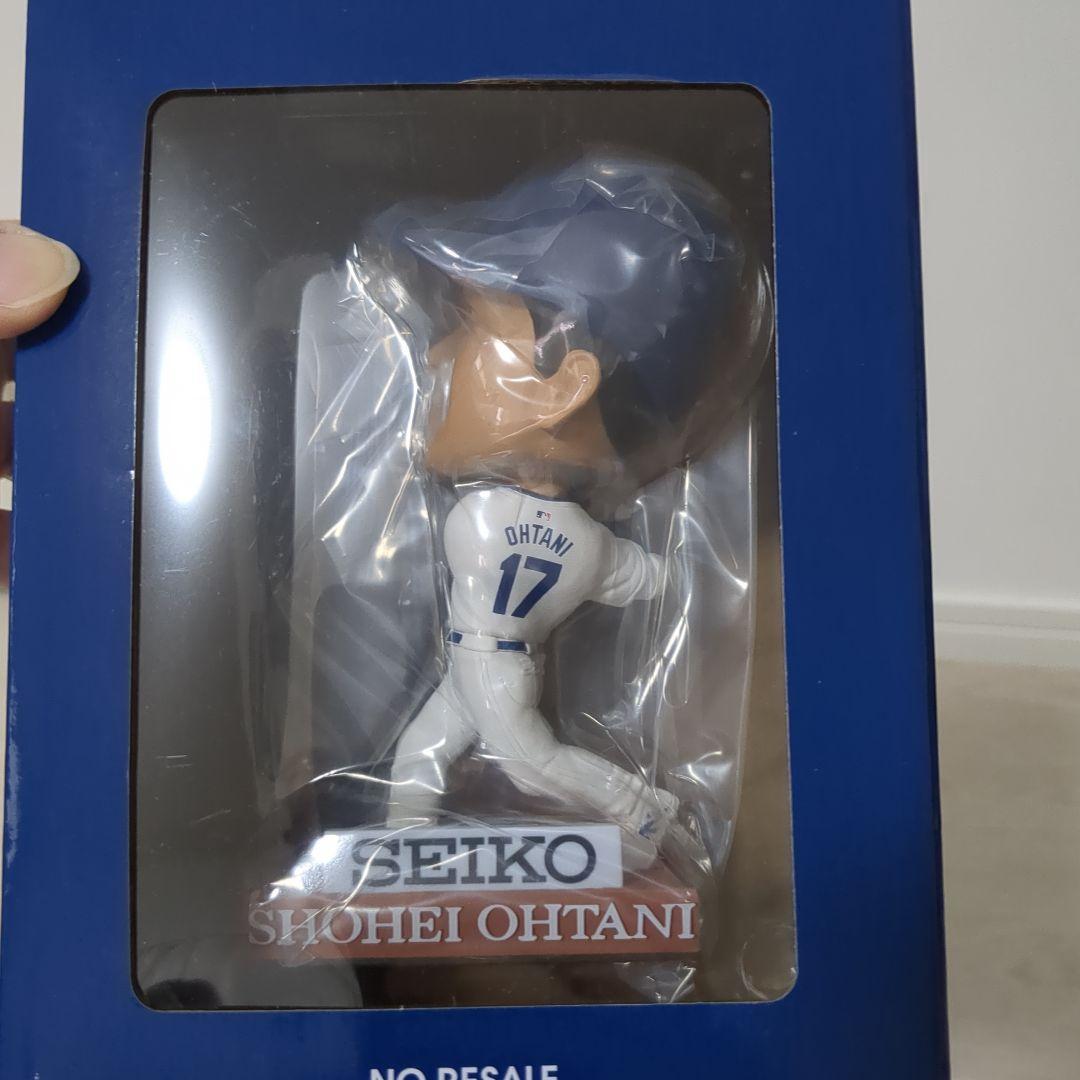 OHTANI
17
SEIKO
SHOHEI OHTANI
NO RESALE